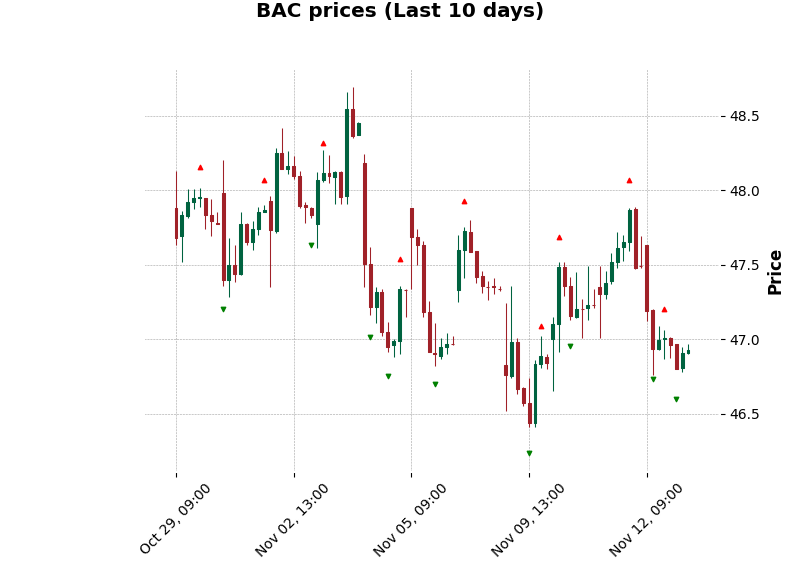 BAC prices (Last 10 days)
48.5
48.0
47.5
47.0
46.5
Price
Oct 29, 09:00
Nov 02, 13:00
Nov 05, 09:00
Nov 09, 13:00
Nov 12, 09:00